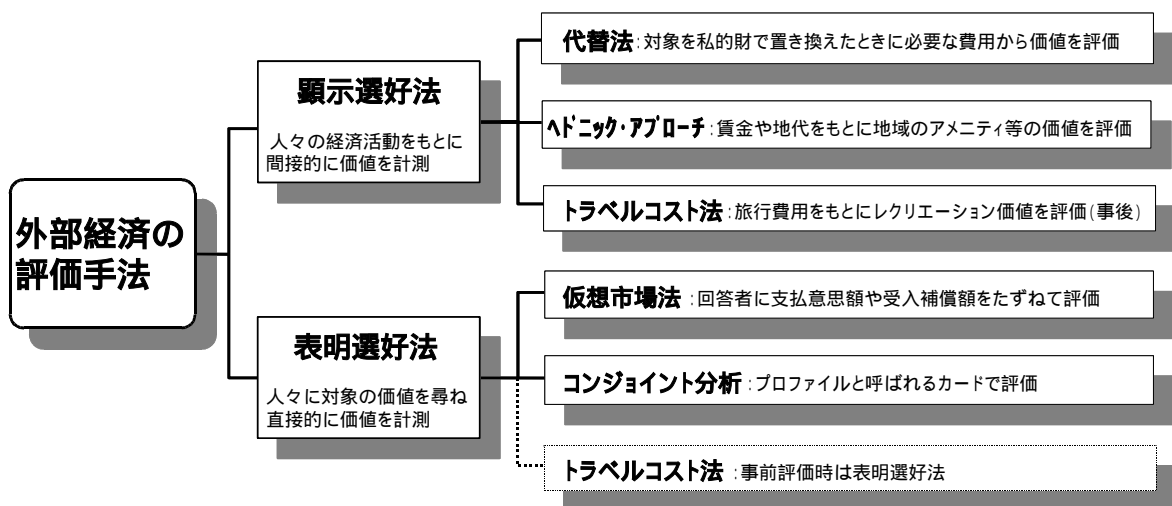 外部経済の
評価手法
顕示選好法
人々の経済活動をもとに
間接的に価値を計測
代替法:対象を私的財で置き換えたときに必要な費用から価値を評価
ヘドニック・アプローチ:賃金や地代をもとに地域のアメニティ等の価値を評価
トラベルコスト法:旅行費用をもとにレクリエーション価値を評価(事後)
表明選好法
人々に対象の価値を尋ね
直接的に価値を計測
仮想市場法:回答者に支払意思額や受入補償額をたずねて評価
コンジョイント分析:プロファイルと呼ばれるカードで評価
トラベルコスト法:事前評価時は表明選好法